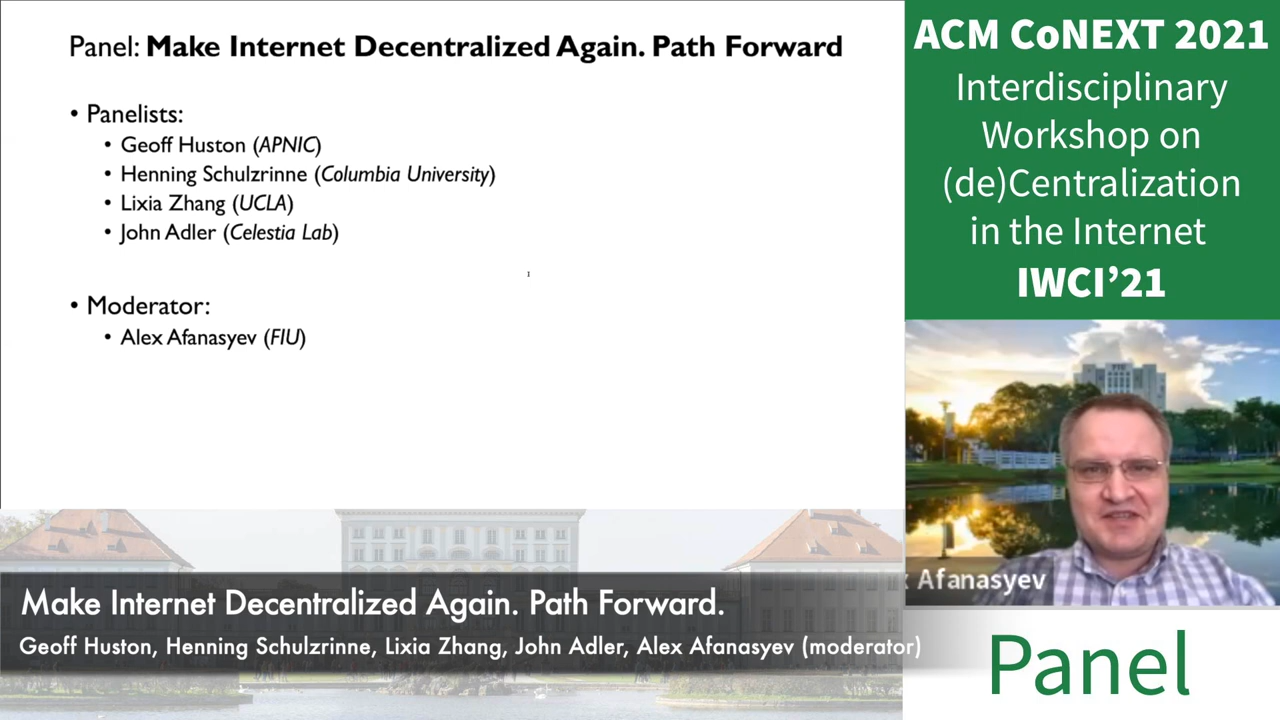 Panel: Make Internet Decentralized Again. Path Forward
• Panelists:
• Geoff Huston (APNIC)
• Henning Schulzrinne (Columbia University)
• Lixia Zhang (UCLA)
• John Adler (Celestia Lab)
• Moderator:
• Alex Afanasyev (FIU)
ACM CoNEXT 2021
Interdisciplinary
Workshop on
(de)Centralization
in the Internet
IWCI’21
FIU
x Afanasyev
Make Internet Decentralized Again. Path Forward.
Geoff Huston, Henning Schulzrinne, Lixia Zhang, John Adler, Alex Afanasyev (moderator)
Panel